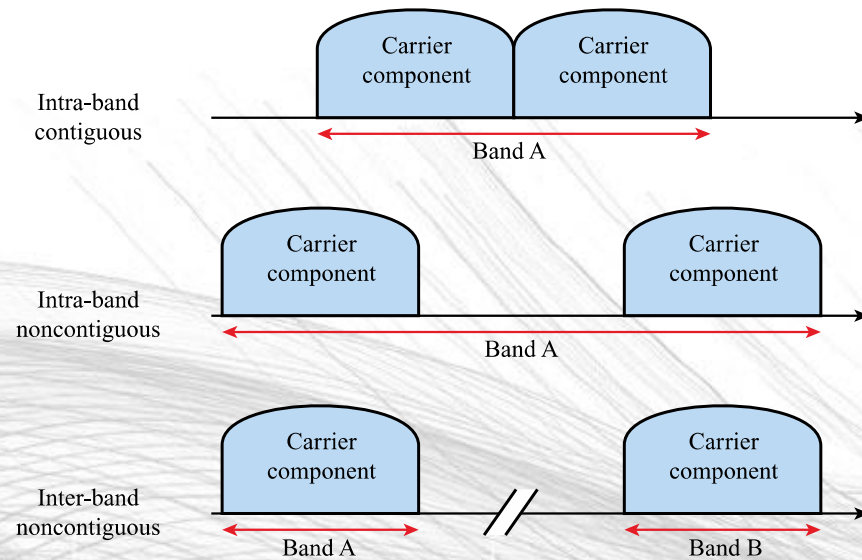 Carrier
component
Carrier
component
Intra-band
contiguous
Band A
Carrier
component
Carrier
component
Intra-band
noncontiguous
Band A
Carrier
component
Carrier
component
Inter-band
noncontiguous
Band A
Band B